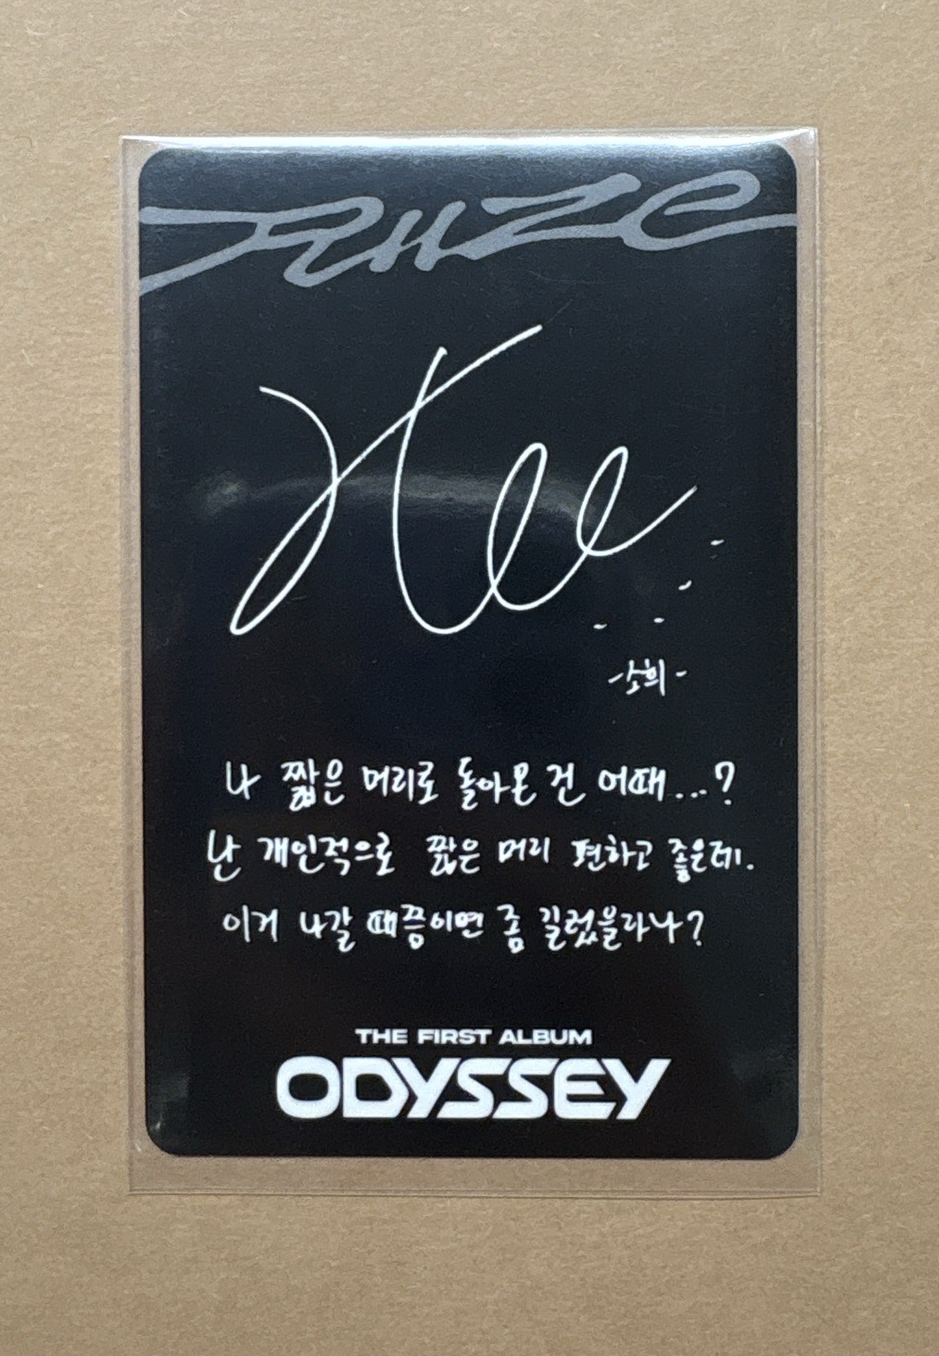 RIIZE
Hee
-소희-
나 짧은 머리로 돌아온 건 어때...?
난 개인적으로 짧은 머리 편하고 좋은데.
이거 나갈 때쯤이면 좀 길렀을라나?
THE FIRST ALBUM
ODYSSEY